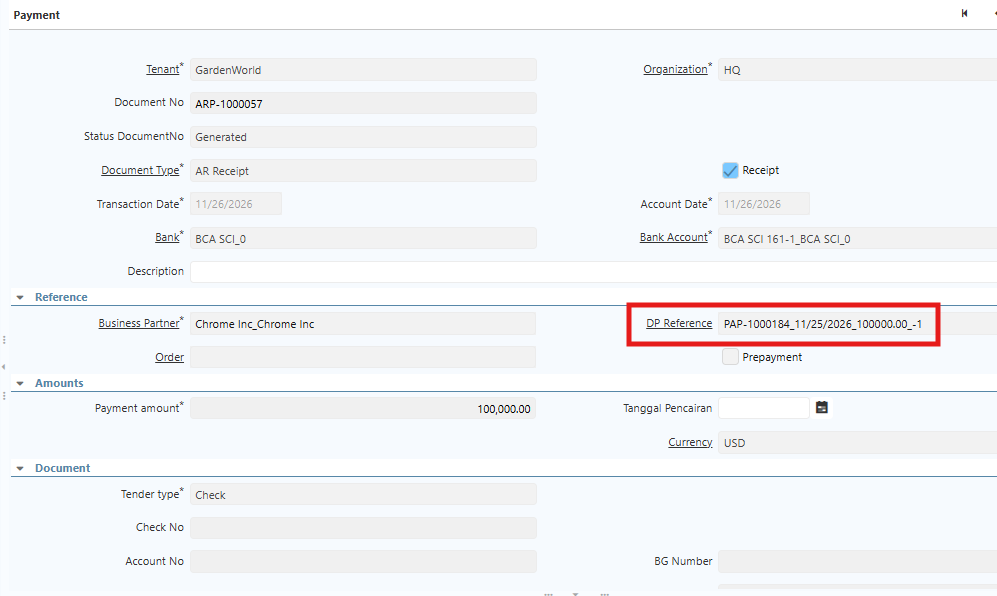 Payment
Tenant* GardenWorld Organization* HQ
Document No ARP-1000057
Status DocumentNo Generated
Document Type* AR Receipt Receipt
Transaction Date* 11/26/2026 Account Date* 11/26/2026
Bank* BCA SCI_0 Bank Account* BCA SCI 161-1_BCA SCI_0
Description
Reference
Business Partner* Chrome Inc_Chrome Inc DP Reference PAP-1000184_11/25/2026_100000.00_-1
Order Prepayment
Amounts
Payment amount* 100,000.00 Tanggal Pencairan
Currency USD
Document
Tender type* Check
Check No
Account No BG Number